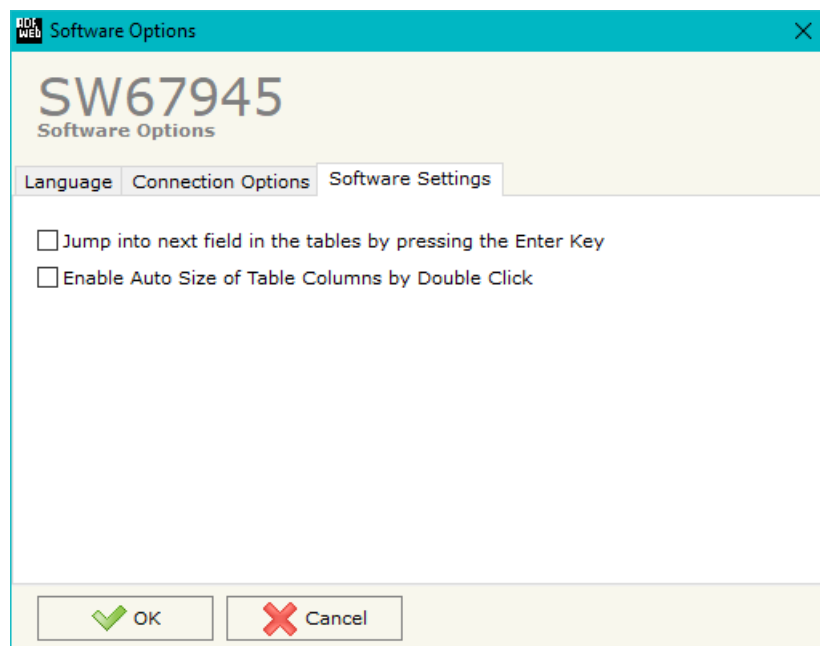 ADF
WEB
Software Options
SW67945
Software Options
Language
Connection Options
Software Settings
Jump into next field in the tables by pressing the Enter Key
Enable Auto Size of Table Columns by Double Click
OK
Cancel